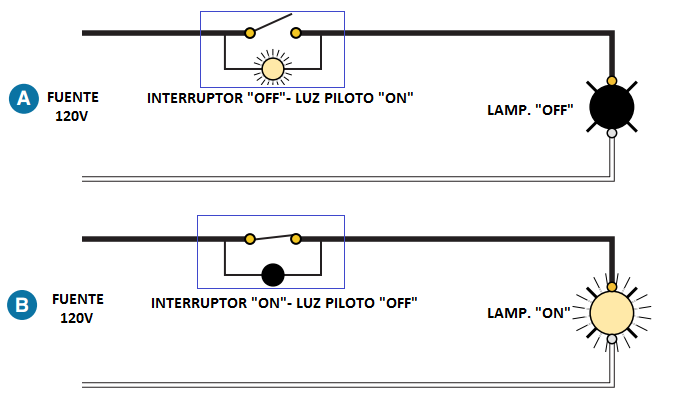 INTERRUPTOR "OFF"- LUZ PILOTO "ON"
A
FUENTE
120V
LAMP. "OFF"
B
FUENTE
120V
INTERRUPTOR "ON"- LUZ PILOTO "OFF"
LAMP. "ON"